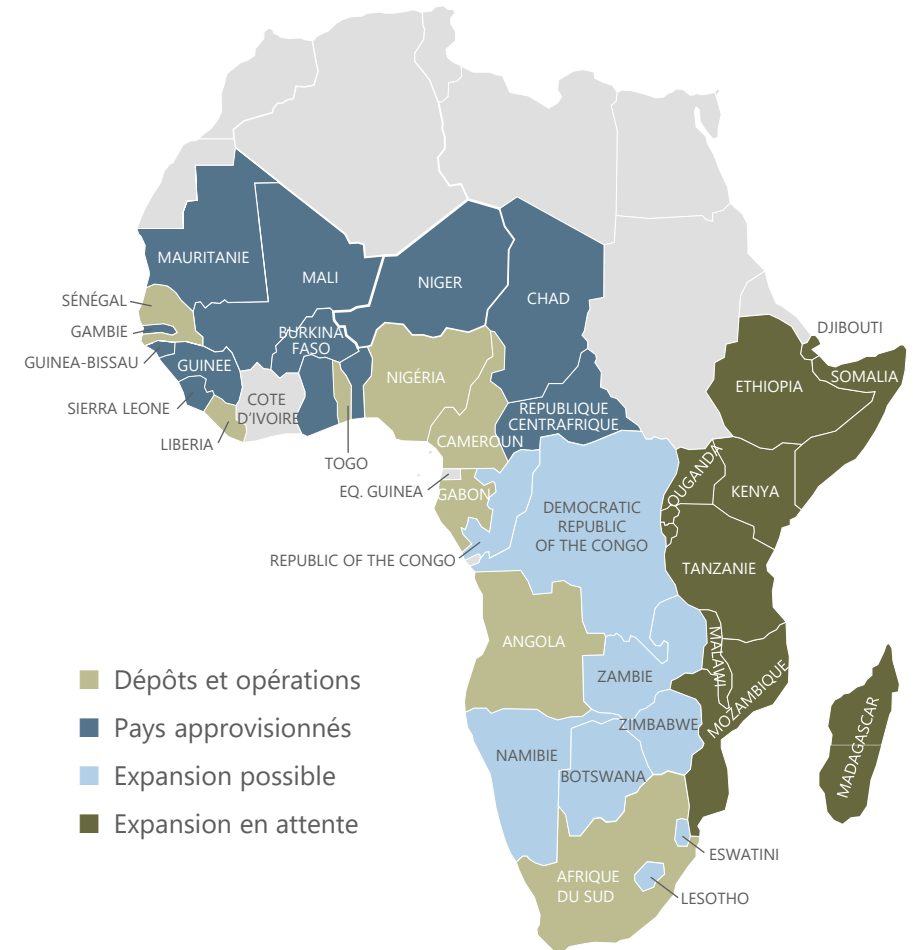 MAURITANIE
MALI
NIGER
CHAD
SÉNÉGAL
GAMBIE
GUINEA-BISSAU
GUINEE
BURKINA
FASO
SIERRA LEONE
COTE
D'IVOIRE
LIBERIA
TOGO
NIGÉRIA
CAMEROUN
REPUBLIQUE
CENTRAFRIQUE
DJIBOUTI
SOMALIA
ETHIOPIA
EQ. GUINEA
GABON
REPUBLIC OF THE CONGO
DEMOCRATIC
REPUBLIC
OF THE CONGO
OUGANDA
KENYA
TANZANIE
ANGOLA
ZAMBIE
MALAWI
MOZAMBIQUE
ZIMBABWE
NAMIBIE
BOTSWANA
MADAGASCAR
ESWATINI
LESOTHO
AFRIQUE
DU SUD
Dépôts et opérations
Pays approvisionnés
Expansion possible
Expansion en attente